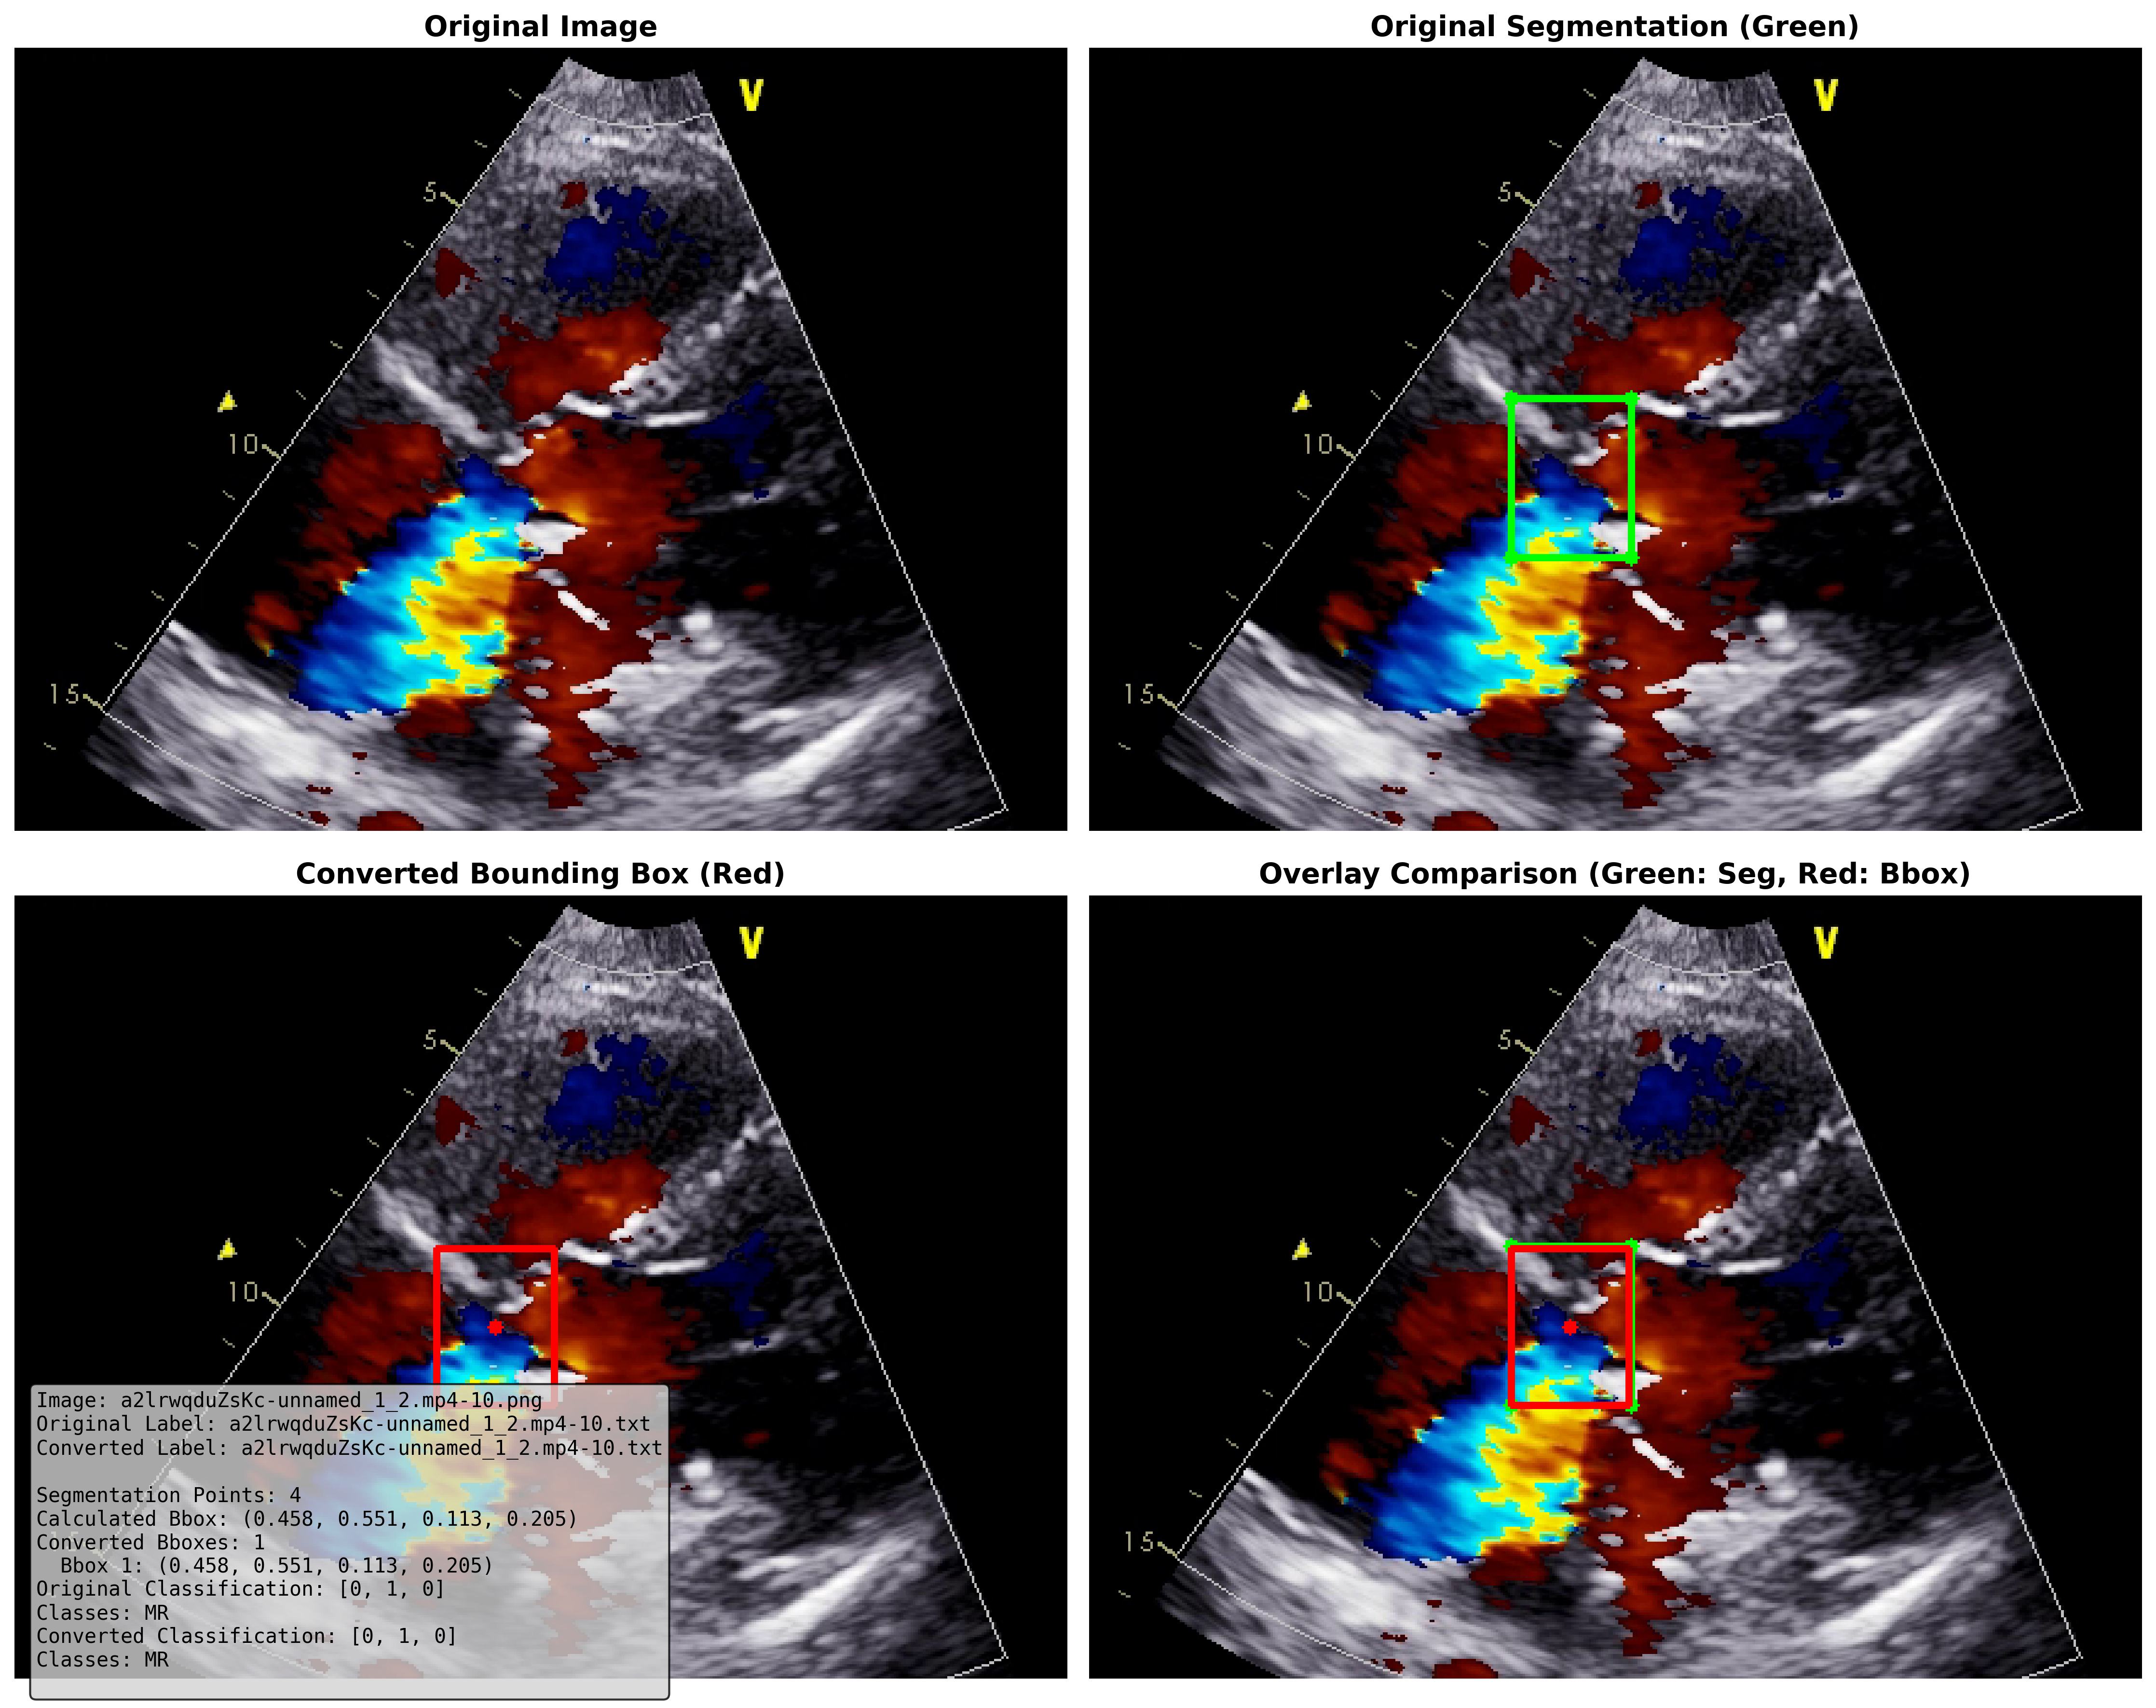 Original Image
Original Segmentation (Green)
V
5
10
15
V
5
10
15
Converted Bounding Box (Red)
Overlay Comparison (Green: Seg, Red: Bbox)
V
5
10
V
5
10
15
Image: a2lrwqduZsKc-unnamed_1_2.mp4-10.png
Original Label: a2lrwqduZsKc-unnamed_1_2.mp4-10.txt
Converted Label: a2lrwqduZsKc-unnamed_1_2.mp4-10.txt
Segmentation Points: 4
Calculated Bbox: (0.458, 0.551, 0.113, 0.205)
Converted Bboxes: 1
Bbox 1: (0.458, 0.551, 0.113, 0.205)
Original Classification: [0, 1, 0]
Classes: MR
Converted Classification: [0, 1, 0]
Classes: MR